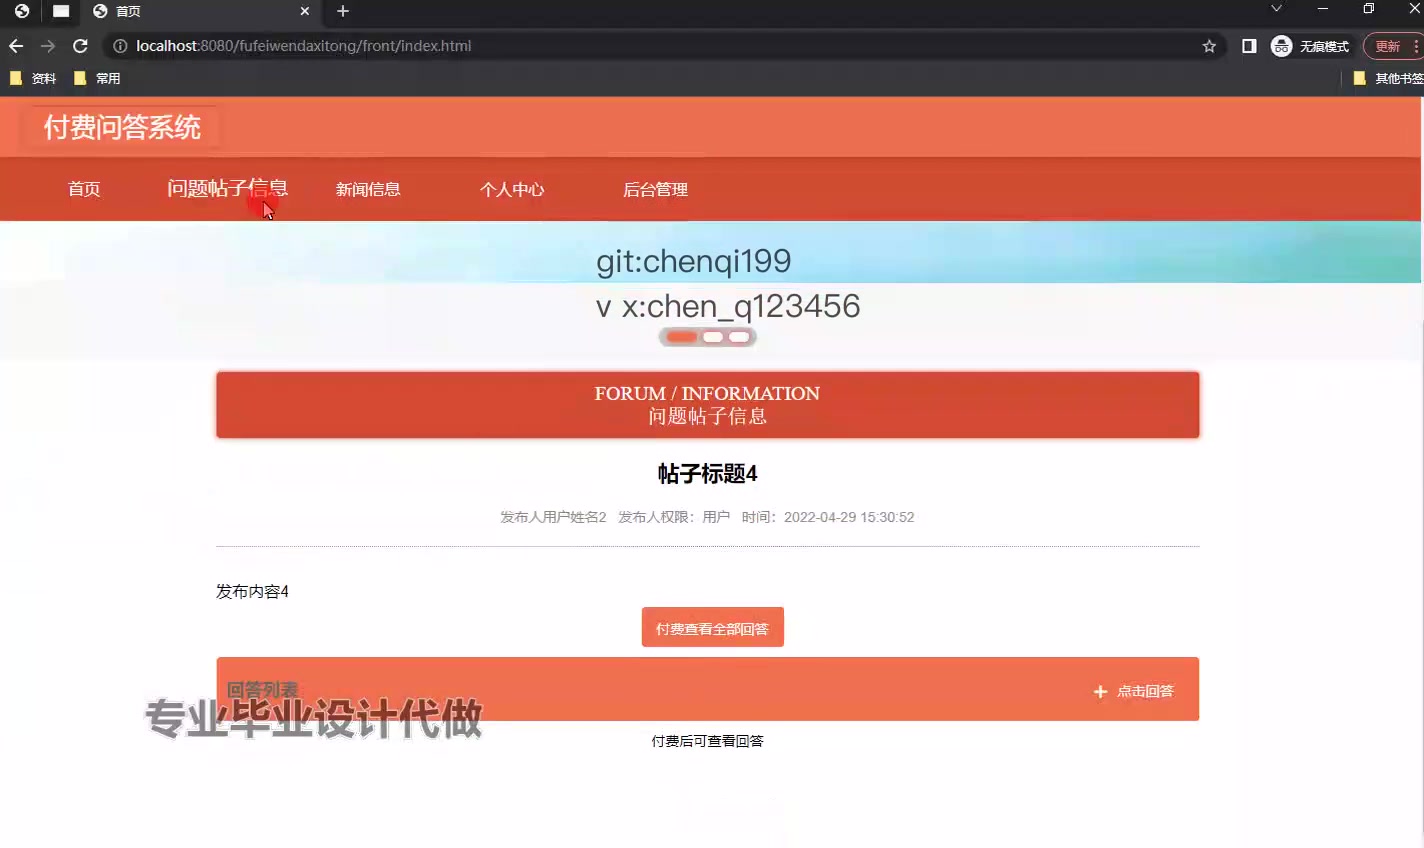 首页
localhost:8080/fufeiwendaxitong/front/index.html
无痕模式
更新
资料
常用
其他书签
付费问答系统
首页
问题帖子信息
新闻信息
个人中心
后台管理
git:chenqi199
v x:chen_q123456
FORUM / INFORMATION
问题帖子信息
帖子标题4
发布人用户姓名2 发布人权限：用户 时间：2022-04-29 15:30:52
发布内容4
付费查看全部回答
回答列表
+ 点击回答
专业毕业设计代做
付费后可查看回答